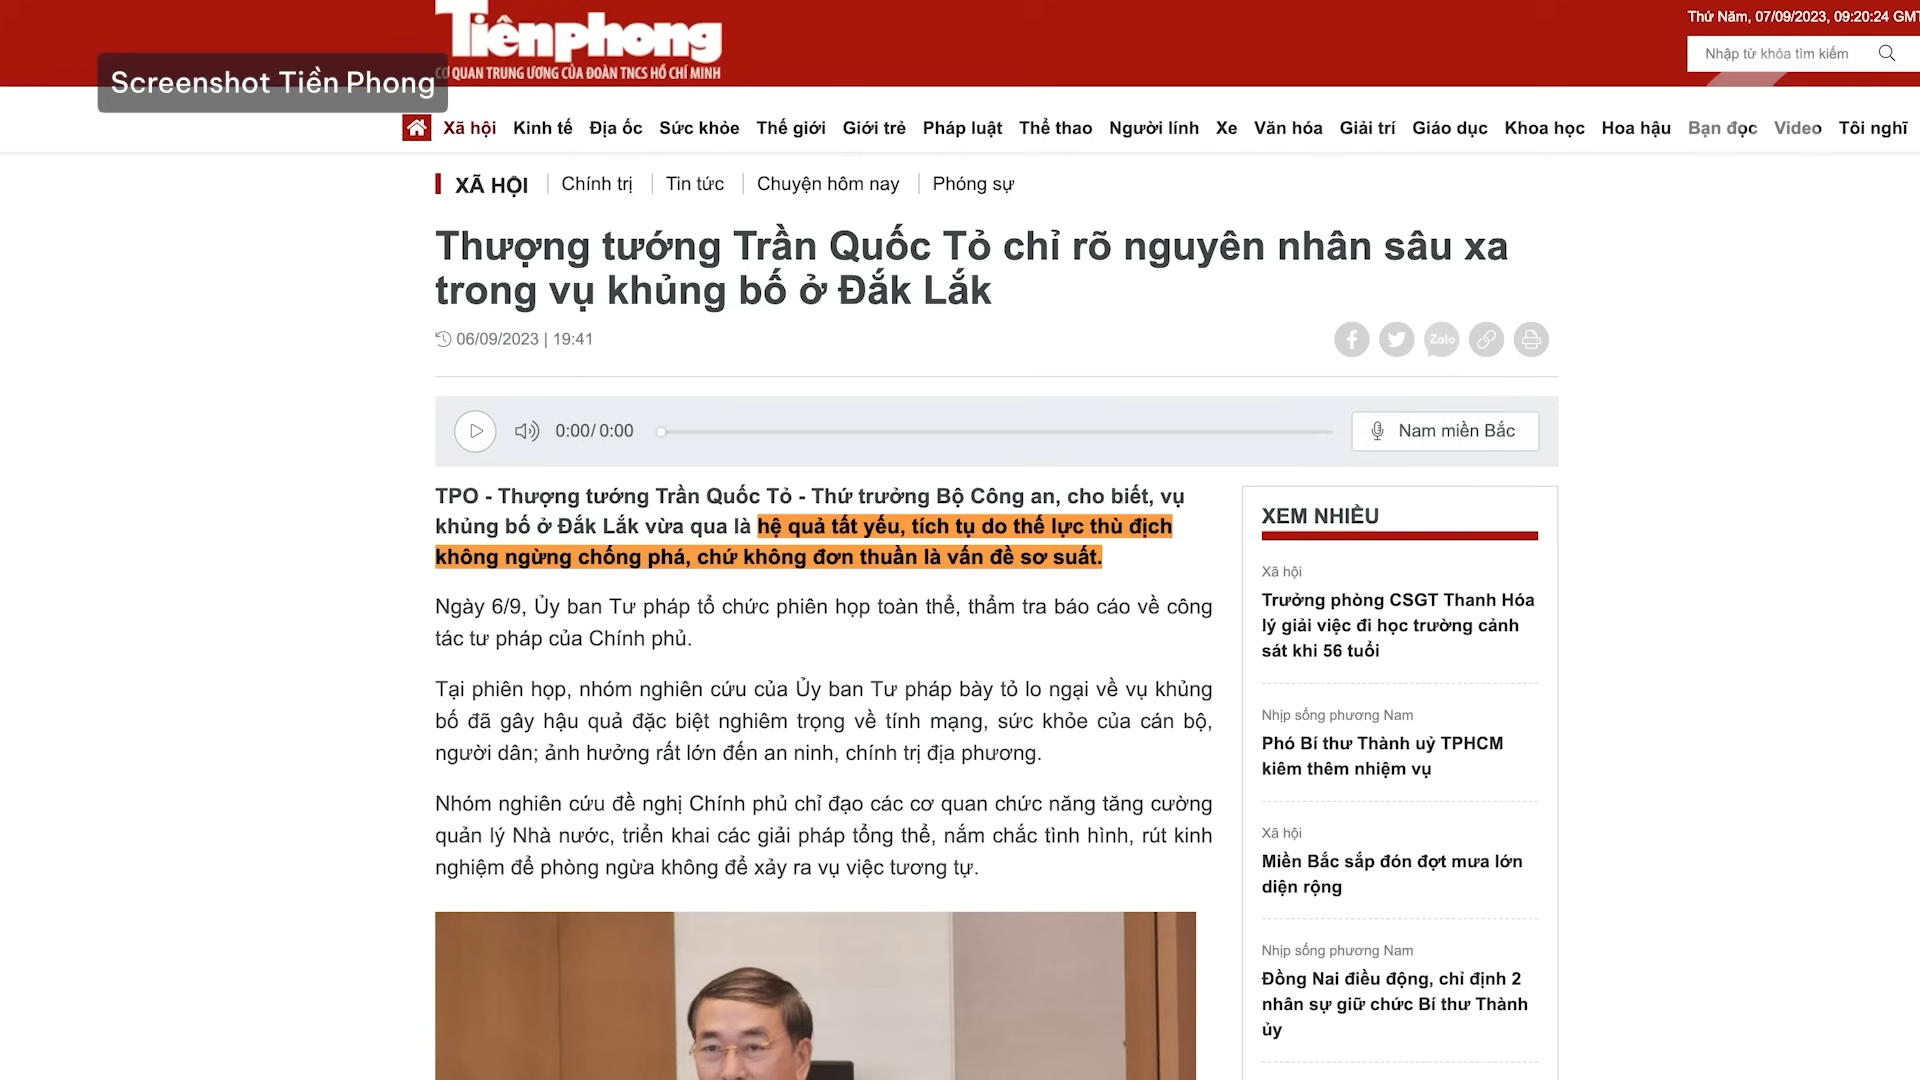 Tiền phong
CƠ QUAN TRUNG ƯƠNG CỦA ĐOÀN TNCS HỒ CHÍ MINH
Thứ Năm, 07/09/2023, 09:20:24 GMT
Nhập từ khóa tìm kiếm
Screenshot Tiền Phong
Xã hội Kinh tế Địa ốc Sức khỏe Thế giới Giới trẻ Pháp luật Thể thao Người lính Xe Văn hóa Giải trí Giáo dục Khoa học Hoa hậu Bạn đọc Video Tôi nghĩ
XÃ HỘI Chính trị Tin tức Chuyện hôm nay Phóng sự
Thượng tướng Trần Quốc Tỏ chỉ rõ nguyên nhân sâu xa
trong vụ khủng bố ở Đắk Lắk
06/09/2023 | 19:41
Zalo
0:00/ 0:00
Nam miền Bắc
TPO - Thượng tướng Trần Quốc Tỏ - Thứ trưởng Bộ Công an, cho biết, vụ
khủng bố ở Đắk Lắk vừa qua là hệ quả tất yếu, tích tụ do thế lực thù địch
không ngừng chống phá, chứ không đơn thuần là vấn đề sơ suất.
Ngày 6/9, Ủy ban Tư pháp tổ chức phiên họp toàn thể, thẩm tra báo cáo về công
tác tư pháp của Chính phủ.
Tại phiên họp, nhóm nghiên cứu của Ủy ban Tư pháp bày tỏ lo ngại về vụ khủng
bố đã gây hậu quả đặc biệt nghiêm trọng về tính mạng, sức khỏe của cán bộ,
người dân; ảnh hưởng rất lớn đến an ninh, chính trị địa phương.
Nhóm nghiên cứu đề nghị Chính phủ chỉ đạo các cơ quan chức năng tăng cường
quản lý Nhà nước, triển khai các giải pháp tổng thể, nắm chắc tình hình, rút kinh
nghiệm để phòng ngừa không để xảy ra vụ việc tương tự.
XEM NHIỀU
Xã hội
Trưởng phòng CSGT Thanh Hóa
lý giải việc đi học trường cảnh
sát khi 56 tuổi
Nhịp sống phương Nam
Phó Bí thư Thành uỷ TPHCM
kiêm thêm nhiệm vụ
Xã hội
Miền Bắc sắp đón đợt mưa lớn
diện rộng
Nhịp sống phương Nam
Đồng Nai điều động, chỉ định 2
nhân sự giữ chức Bí thư Thành
ủy